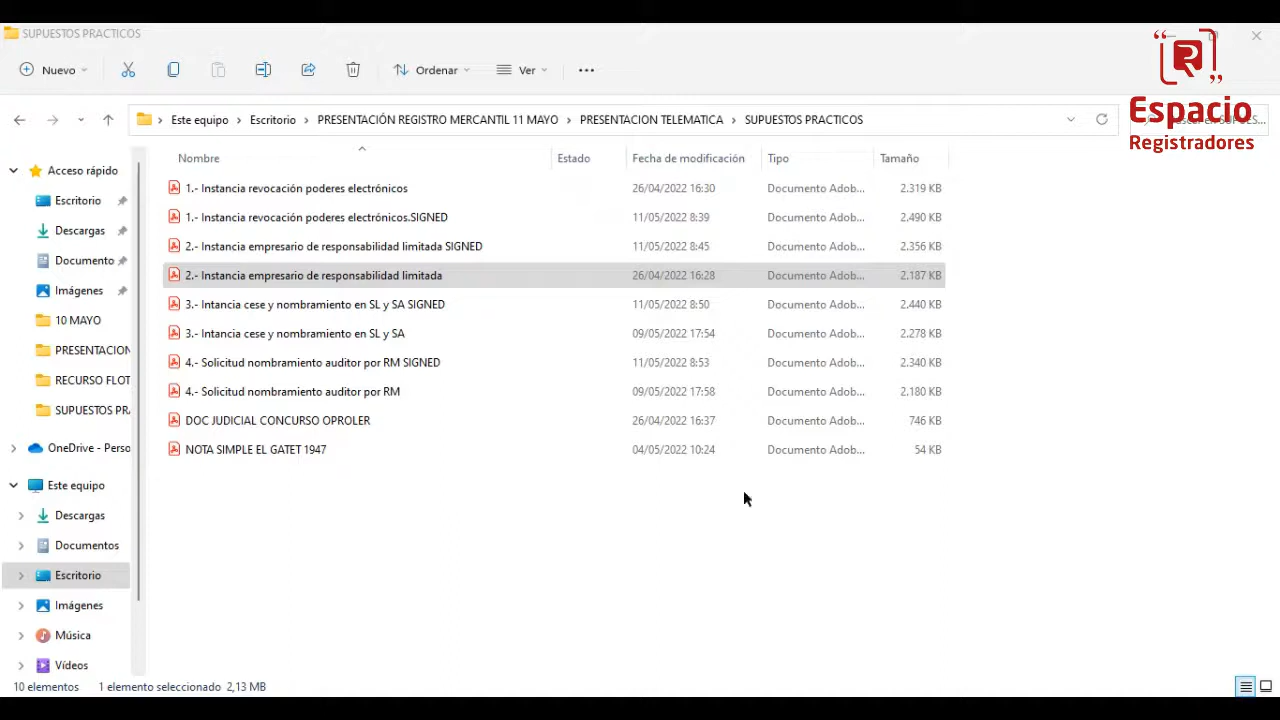 SUPUESTOS PRACTICOS
Nuevo
Ordenar
Ver
Espacio
Registradores
Este equipo > Escritorio > PRESENTACIÓN REGISTRO MERCANIL 11 MAYO > PRESENTACION TELEMATICA > SUPUESTOS PRACTICOS
Nombre Estado Fecha de modificación Tipo Tamaño
1.- Instancia revocación poderes electrónicos 26/04/2022 16:30 Documento Adob... 2.319 KB
1.- Instancia revocación poderes electrónicos.SIGNED 11/05/2022 8:39 Documento Adob... 2.490 KB
2.- Instancia empresario de responsabilidad limitada SIGNED 11/05/2022 8:45 Documento Adob... 2.356 KB
2.- Instancia empresario de responsabilidad limitada 26/04/2022 16:28 Documento Adob... 2.187 KB
3.- Intancia cese y nombramiento en SL y SA SIGNED 11/05/2022 8:50 Documento Adob... 2.440 KB
3.- Intancia cese y nombramiento en SL y SA 09/05/2022 17:54 Documento Adob... 2.278 KB
4.- Solicitud nombramiento auditor por RM SIGNED 11/05/2022 8:53 Documento Adob... 2.340 KB
4.- Solicitud nombramiento auditor por RM 09/05/2022 17:58 Documento Adob... 2.180 KB
DOC JUDICIAL CONCURSO OPROLER 26/04/2022 16:37 Documento Adob... 746 KB
NOTA SIMPLE EL GATET 1947 04/05/2022 10:24 Documento Adob... 54 KB
Acceso rápido
Escritorio
Descargas
Documento
Imágenes
10 MAYO
PRESENTACION
RECURSO FLOT
SUPUESTOS PRA
OneDrive - Perso
Este equipo
Descargas
Documentos
Escritorio
Imágenes
Música
Vídeos
10 elementos 1 elemento seleccionado 2,13 MB